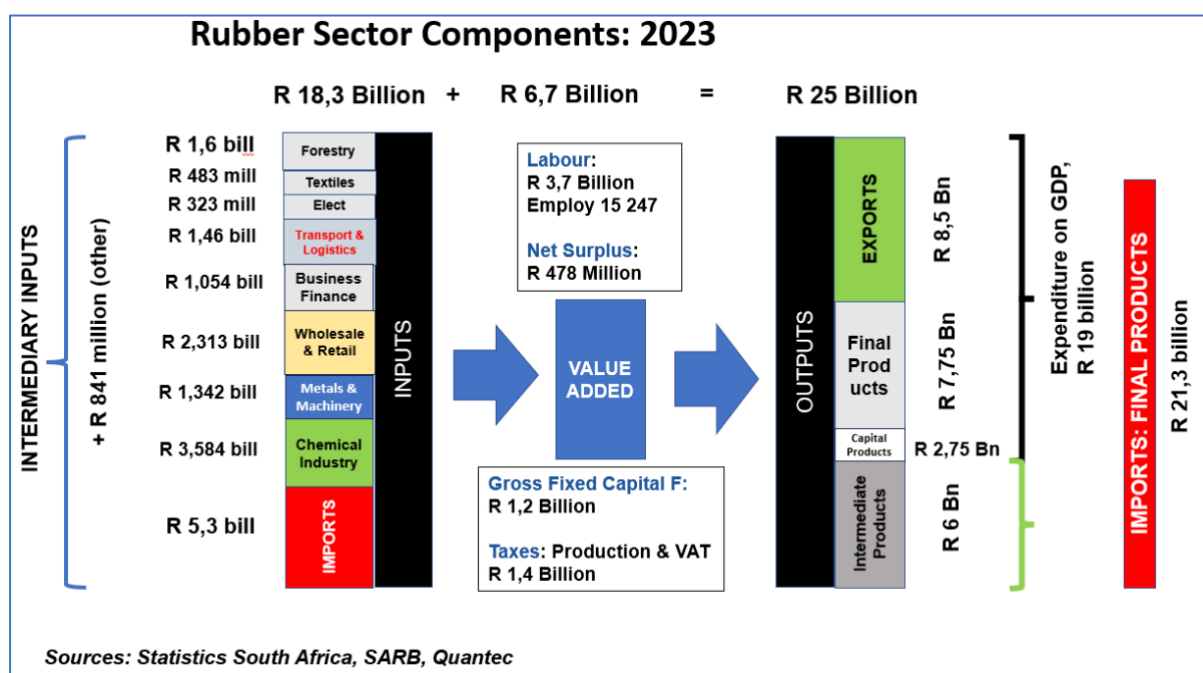 Rubber Sector Components: 2023
R 18,3 Billion + R 6,7 Billion = R 25 Billion
INTERMEDIARY INPUTS
+ R 841 million (other)
R 1,6 bill
Forestry
R 483 mill
Textiles
R 323 mill
Elect
R 1,46 bill
Transport &
Logistics
R 1,054 bill
Business
Finance
R 2,313 bill
Wholesale
& Retail
R 1,342 bill
Metals &
Machinery
R 3,584 bill
Chemical
Industry
R 5,3 bill
IMPORTS
INPUTS
Labour:
R 3,7 Billion
Employ 15 247
Net Surplus:
R 478 Million
VALUE
ADDED
Gross Fixed Capital F:
R 1,2 Billion
Taxes: Production & VAT
R 1,4 Billion
OUTPUTS
EXPORTS
R 8,5 Bn
Final
Prod
ucts
R 7,75 Bn
Capital
Products
R 2,75 Bn
Intermediate
Products
R 6 Bn
Expenditure on GDP,
R 19 billion
IMPORTS: FINAL PRODUCTS
R 21,3 billion
Sources: Statistics South Africa, SARB, Quantec